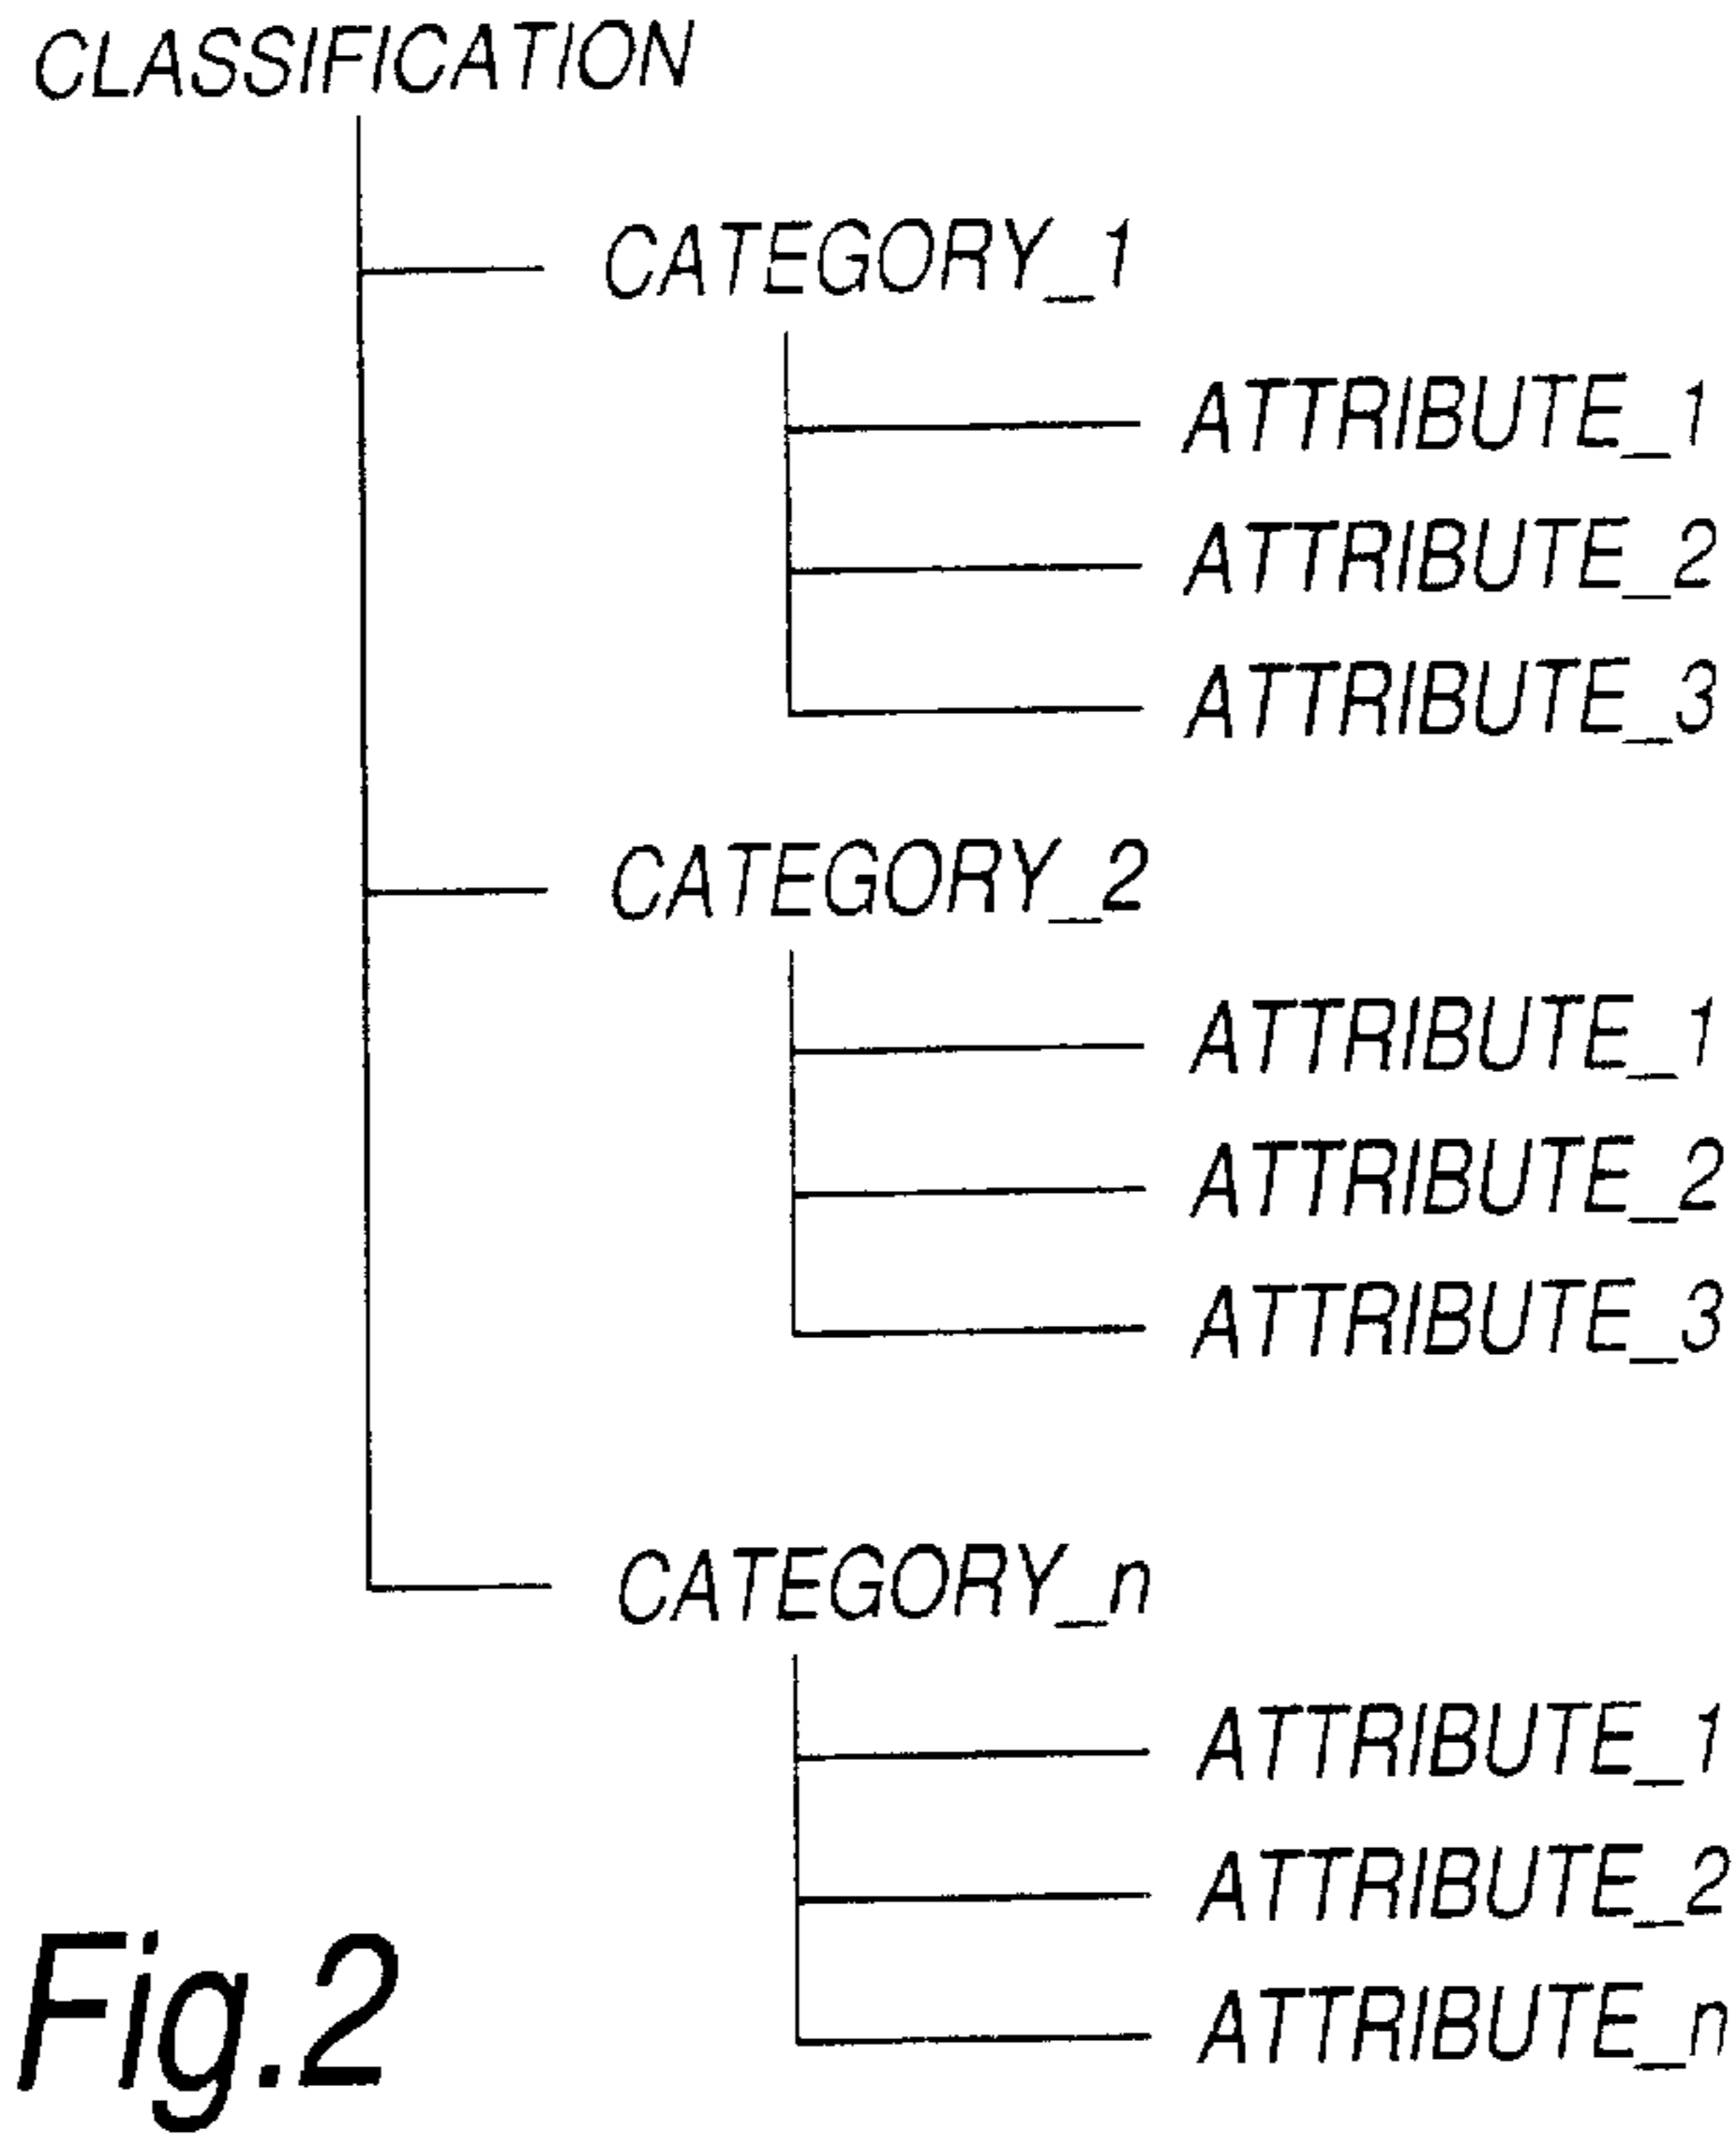 CLASSIFICATION
CATEGORY_1
ATTRIBUTE_1
ATTRIBUTE_2
ATTRIBUTE_3
CATEGORY_2
ATTRIBUTE_1
ATTRIBUTE_2
ATTRIBUTE_3
CATEGORY_n
ATTRIBUTE_1
ATTRIBUTE_2
ATTRIBUTE_n
Fig.2